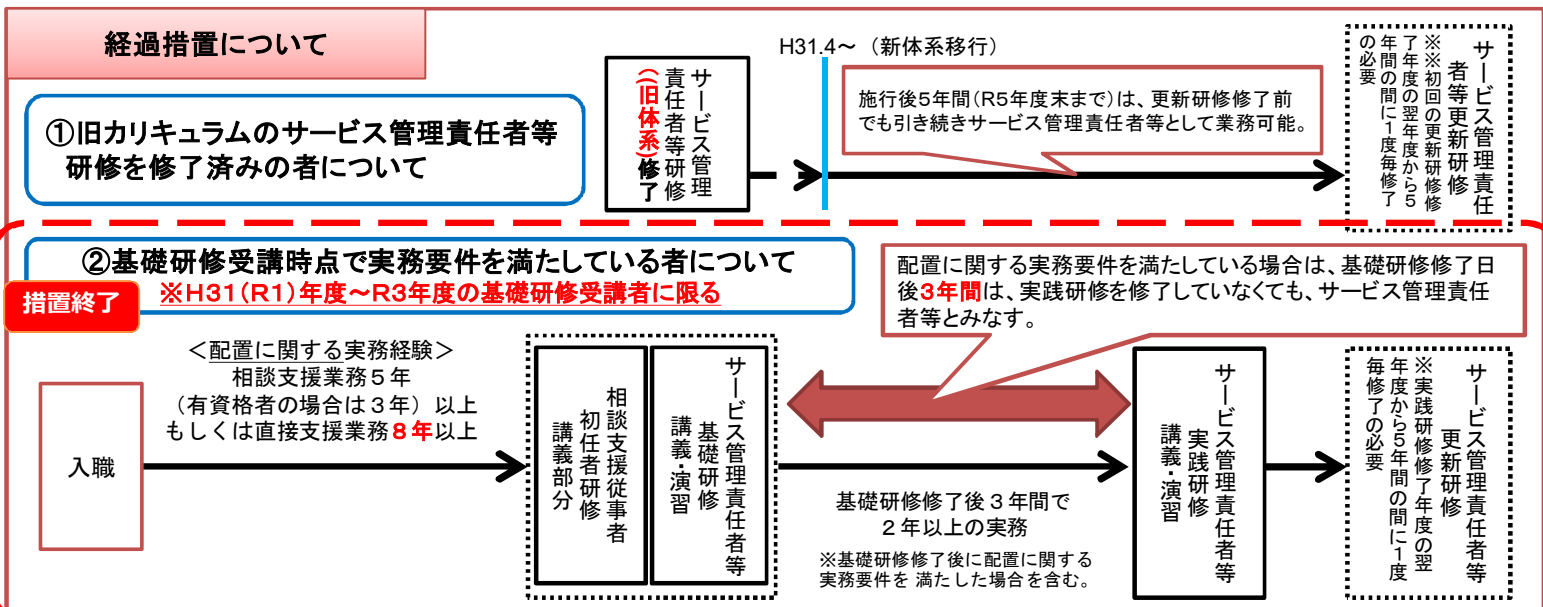 経過措置について
H31.4～（新体系移行）
①旧カリキュラムのサービス管理責任者等
研修を修了済みの者について
サービス管理
責任者等研修
(（旧体系)修了
施行後5年間（R5年度末まで）は、更新研修修了前
でも引き続きサービス管理責任者等として業務可能。
サービス管理責任
者等更新研修
※※初回の更新研修修
了年度の翌年度から5
年間の間に1度毎修了
の必要
②基礎研修受講時点で実務要件を満たしている者について
※H31（R1）年度～R3年度の基礎研修受講者に限る
措置終了
配置に関する実務要件を満たしている場合は、基礎研修修了日
後3年間は、実践研修を修了していなくても、サービス管理責任
者等とみなす。
入職
＜配置に関する実務経験＞
相談支援業務５年
（有資格者の場合は３年）以上
もしくは直接支援業務８年以上
相談支援従事者
初任者研修
講義部分
サービス管理責任者等
基礎研修
講義・演習
基礎研修修了後３年間で
２年以上の実務
※基礎研修修了後に配置に関する
実務要件を 満たした場合を含む。
サービス管理責任者等
実践研修
講義・演習
サービス管理責任者等
更新研修
※実践研修修了年度の翌
年度から5年間の間に1度
毎修了の必要